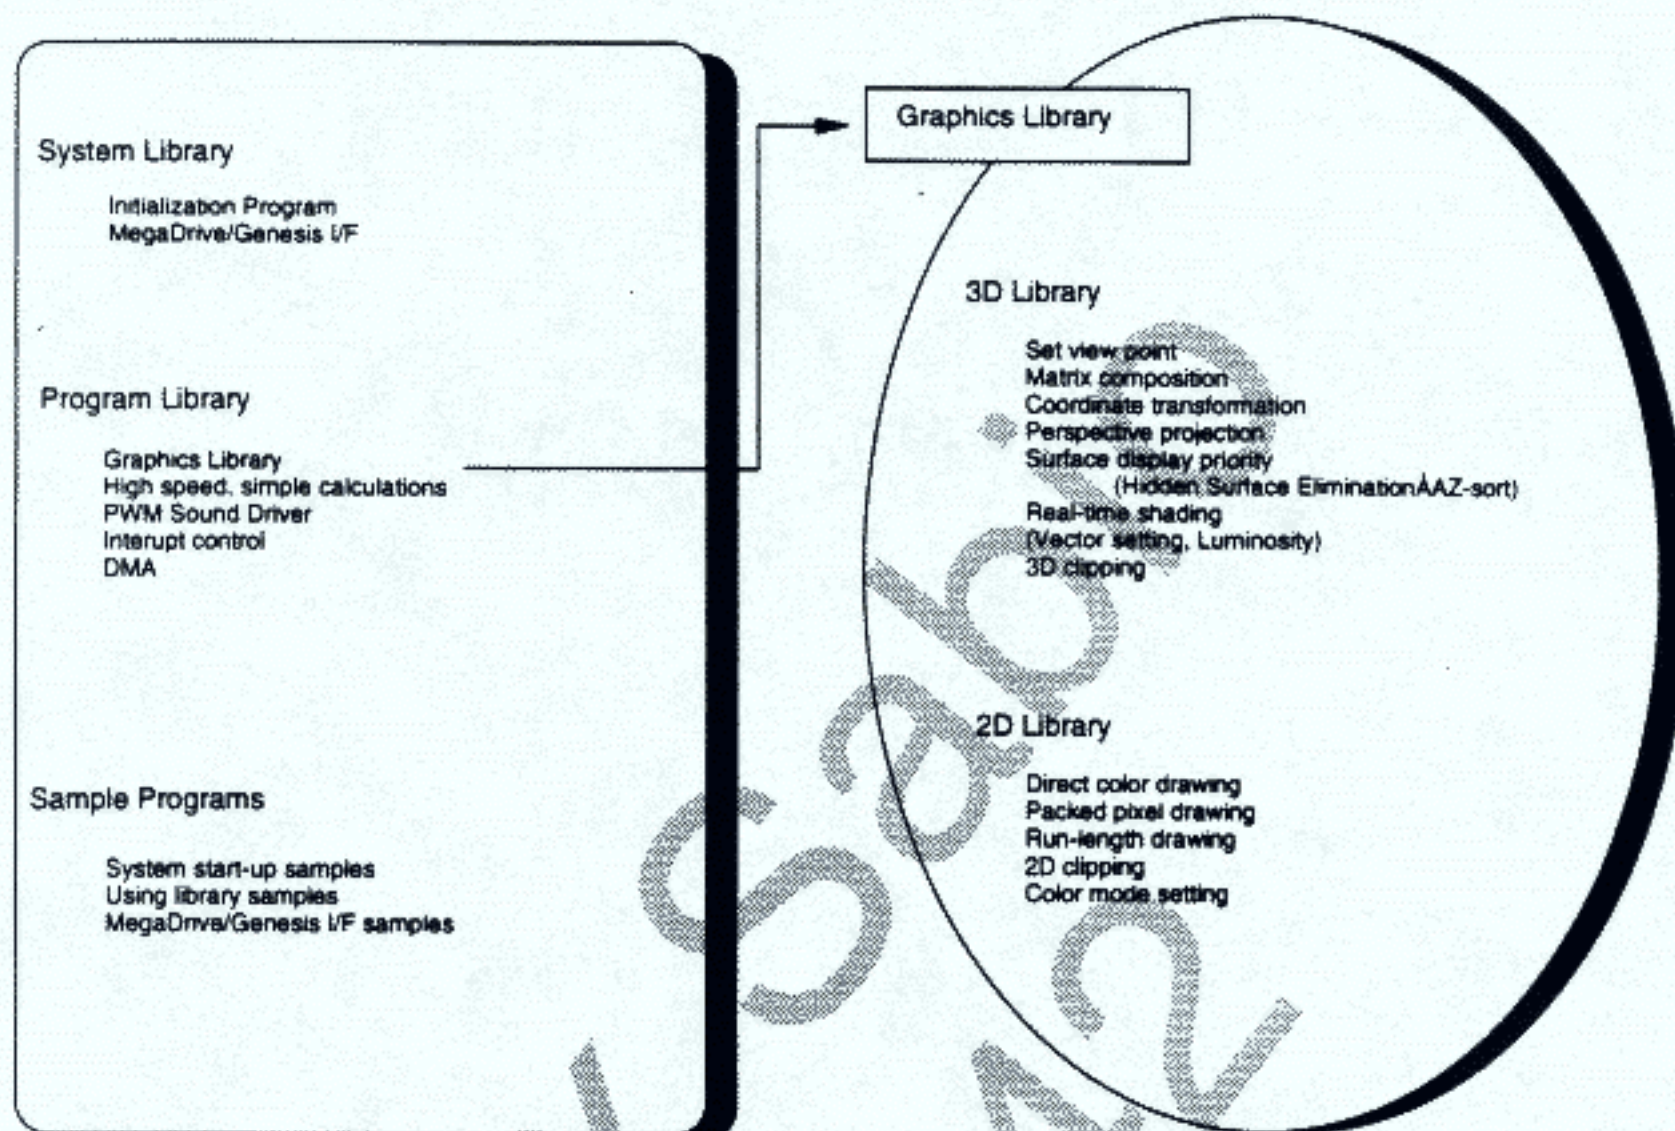 System Library
Initialization Program
MegaDrive/Genesis I/F
Program Library
Graphics Library
High speed, simple calculations
PWM Sound Driver
Interupt control
DMA
Sample Programs
System start-up samples
Using library samples
MegaDrive/Genesis I/F samples
Graphics Library
3D Library
Set view point
Matrix composition
Coordinate transformation
Perspective projection
Surface display priority
(Hidden Surface EliminationÅAZ-sort)
Real-time shading
(Vector setting, Luminosity)
3D clipping
2D Library
Direct color drawing
Packed pixel drawing
Run-length drawing
2D clipping
Color mode setting